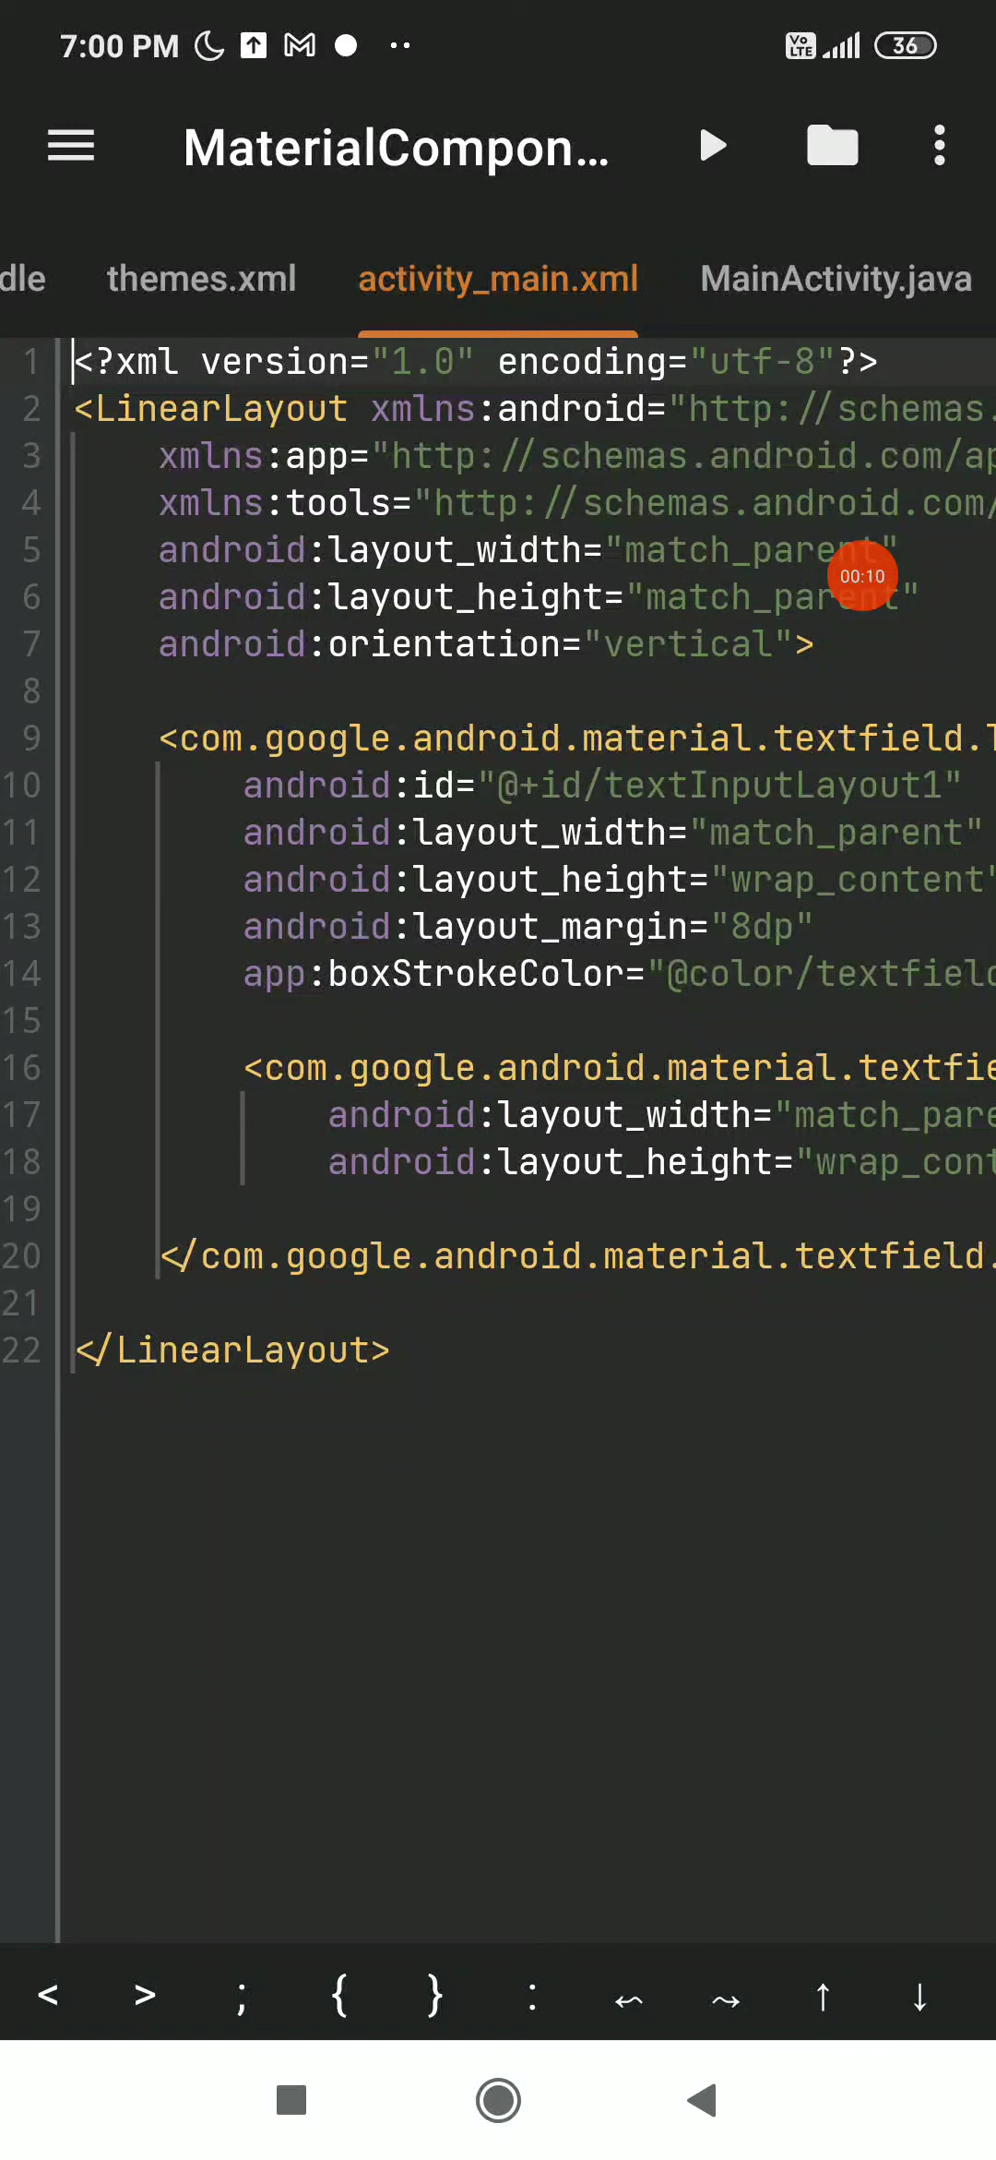 7:00 PM Vo LTE 36
MaterialCompon...
dle themes.xml activity_main.xml MainActivity.java
1 <?xml version="1.0" encoding="utf-8"?>
2 <LinearLayout xmlns:android="http://schemas.
3 xmlns:app="http://schemas.android.com/ap
4 xmlns:tools="http://schemas.android.com/
5 android:layout_width="match_parent"
00:10
6 android:layout_height="match_parent"
7 android:orientation="vertical">
8
9 <com.google.android.material.textfield.
10 android:id="@+id/textInputLayout1"
11 android:layout_width="match_parent"
12 android:layout_height="wrap_content"
13 android:layout_margin="8dp"
14 app:boxStrokeColor="@color/textfield
15
16 <com.google.android.material.textfie
17 android:layout_width="match_pare
18 android:layout_height="wrap_cont
19
20 </com.google.android.material.textfield.
21
22 </LinearLayout>
< > ; { } : ↜ ⤳ ↑ ↓